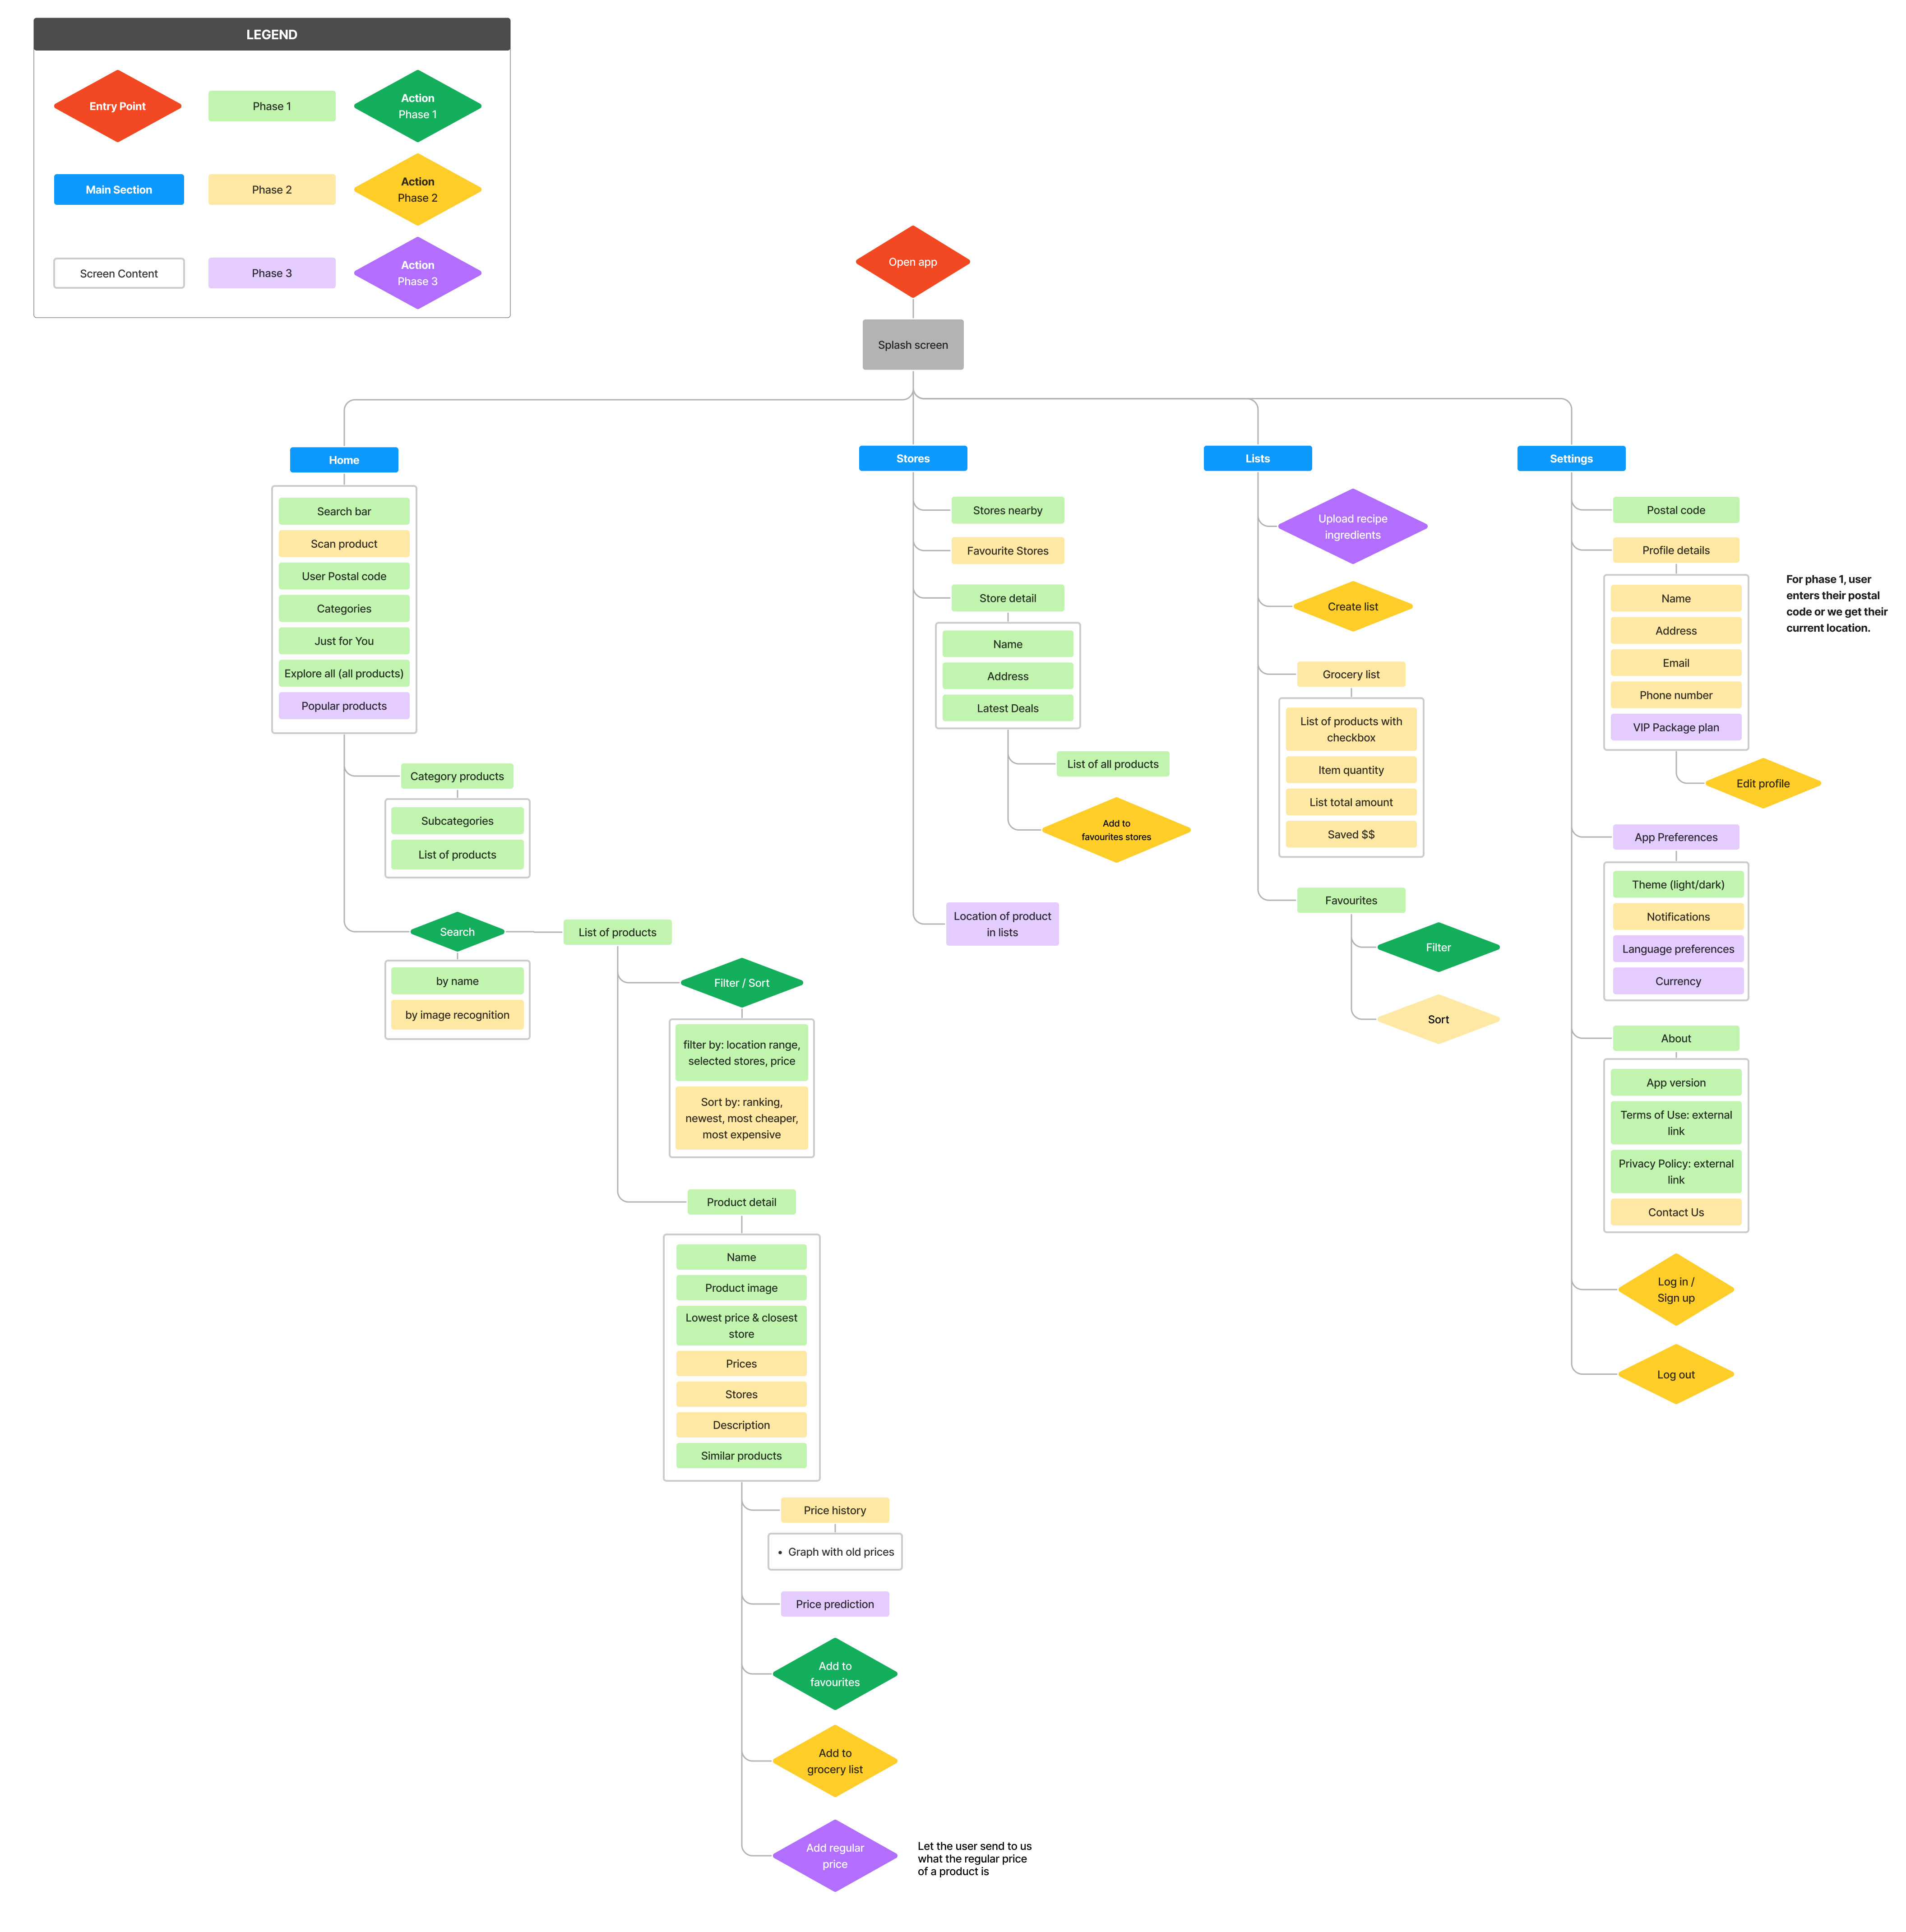 LEGEND
Entry Point
Phase 1
Action
Phase 1
Main Section
Phase 2
Action
Phase 2
Screen Content
Phase 3
Action
Phase 3
Open app
Splash screen
Home
Search bar
Scan product
User Postal code
Categories
Just for You
Explore all (all products)
Popular products
Category products
Subcategories
List of products
Search
by name
by image recognition
List of products
Filter / Sort
filter by: location range,
selected stores, price
Sort by: ranking,
newest, most cheaper,
most expensive
Product detail
Name
Product image
Lowest price & closest
store
Prices
Stores
Description
Similar products
Price history
• Graph with old prices
Price prediction
Add to
favourites
Add to
grocery list
Add regular
price
Let the user send to us
what the regular price
of a product is
Stores
Stores nearby
Favourite Stores
Store detail
Name
Address
Latest Deals
List of all products
Add to
favourites stores
Location of product
in lists
Lists
Upload recipe
ingredients
Create list
Grocery list
List of products with
checkbox
Item quantity
List total amount
Saved $$
Favourites
Filter
Sort
Settings
Postal code
Profile details
Name
Address
Email
Phone number
VIP Package plan
Edit profile
For phase 1, user
enters their postal
code or we get their
current location.
App Preferences
Theme (light/dark)
Notifications
Language preferences
Currency
About
App version
Terms of Use: external
link
Privacy Policy: external
link
Contact Us
Log in /
Sign up
Log out